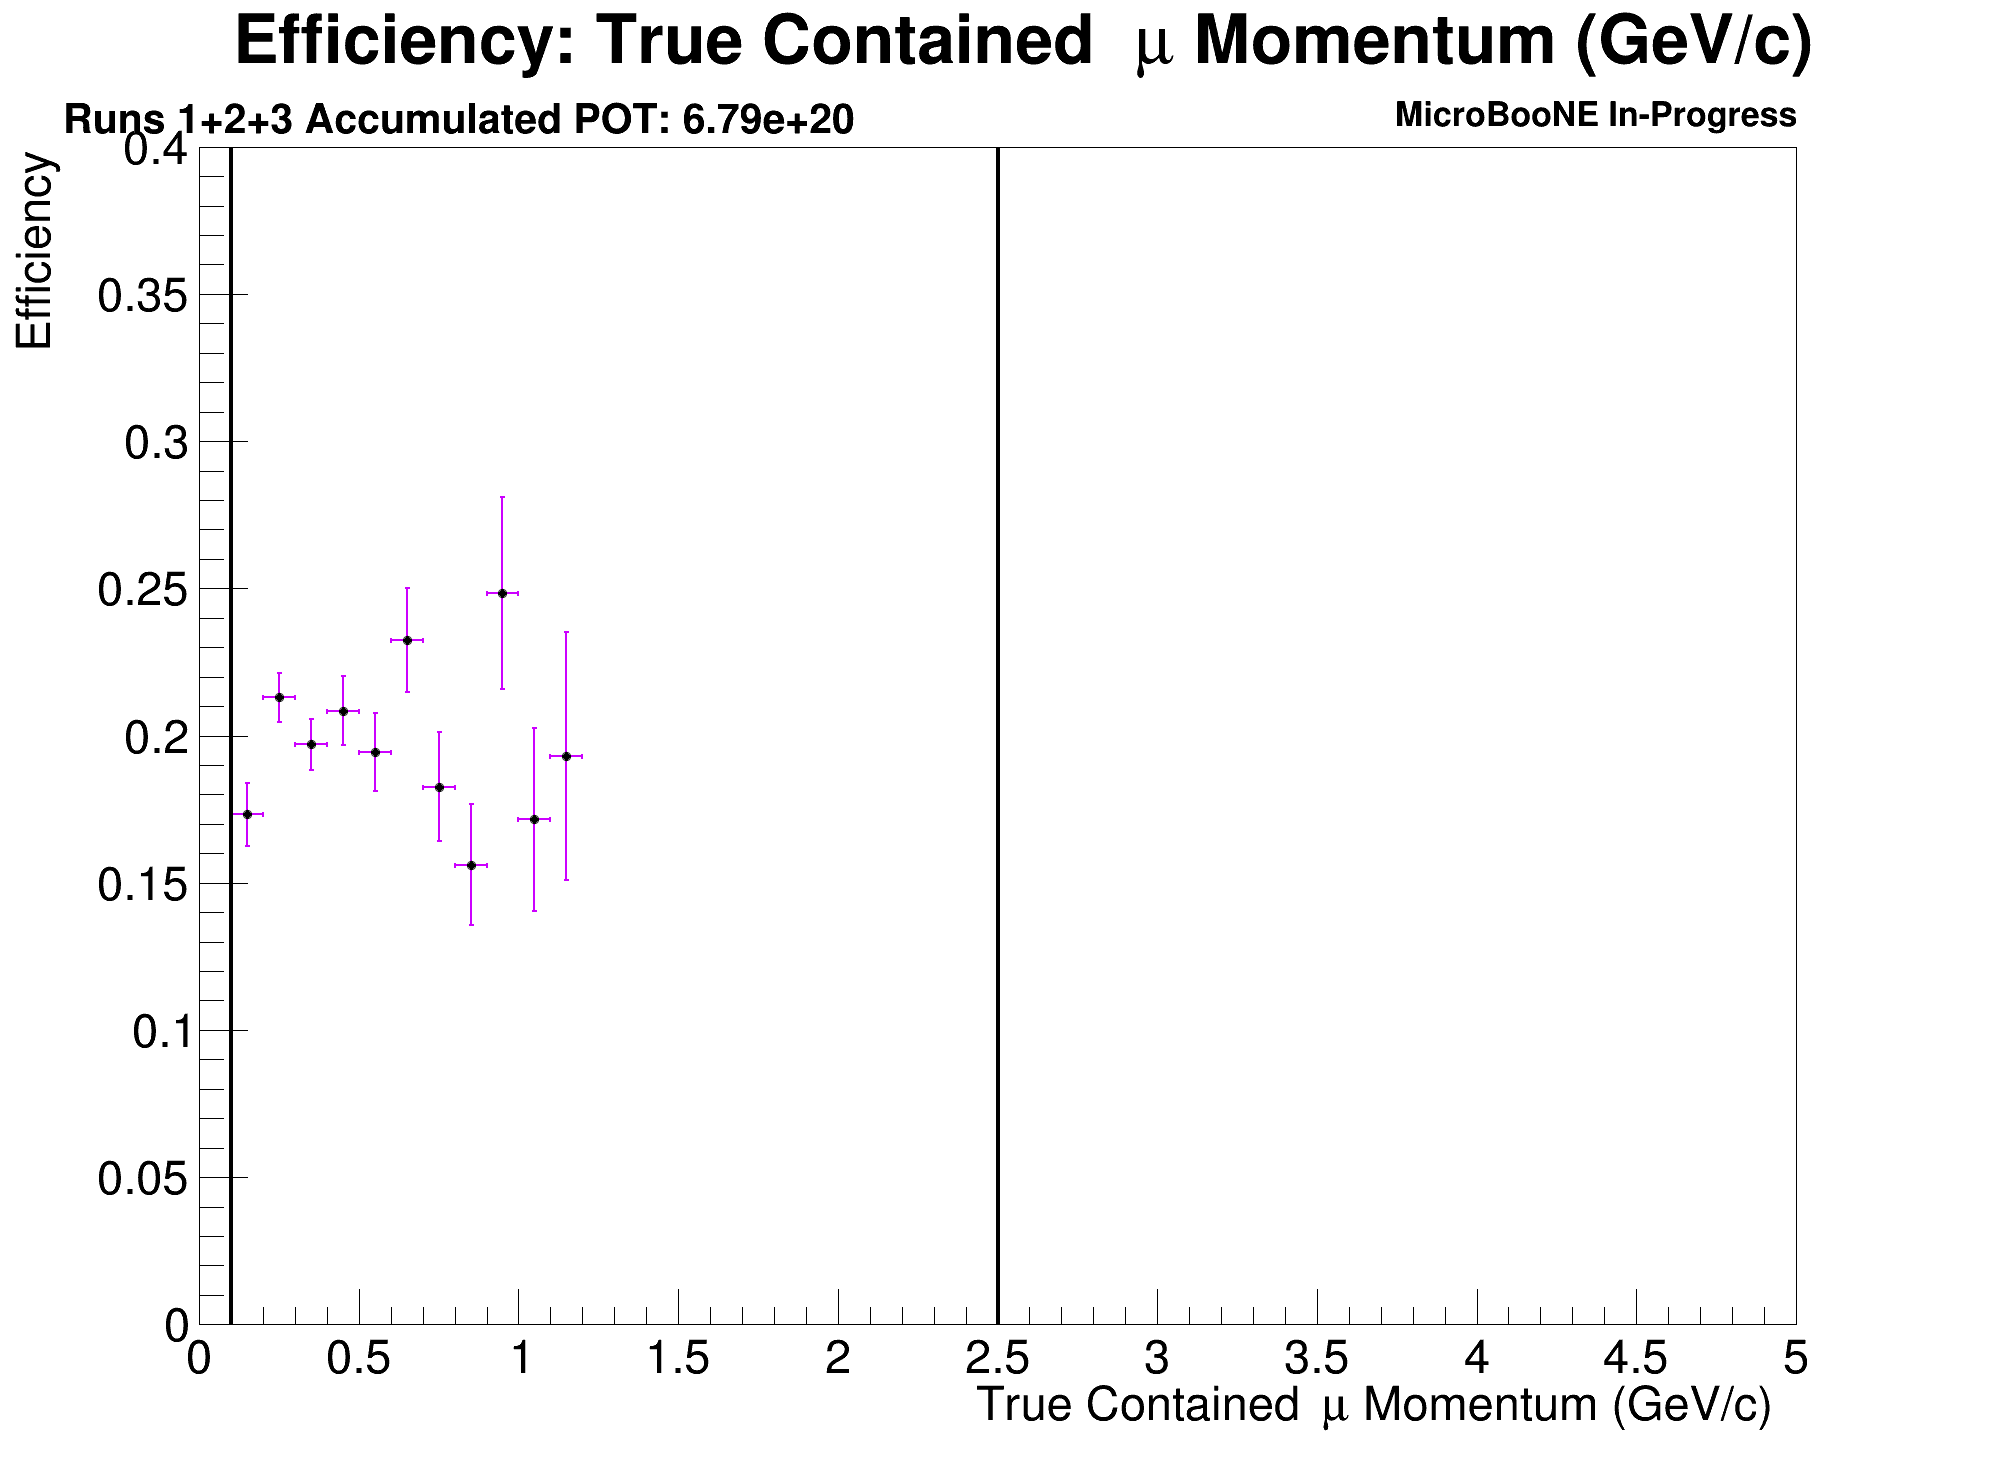 Efficiency: True Contained μ Momentum (GeV/c)
Runs 1+2+3 Accumulated POT: 6.79e+20
MicroBooNE In-Progress
Efficiency
0.4
0.35
0.3
0.25
0.2
0.15
0.1
0.05
0
0 0.5 1 1.5 2 2.5 3 3.5 4 4.5 5
True Contained μ Momentum (GeV/c)